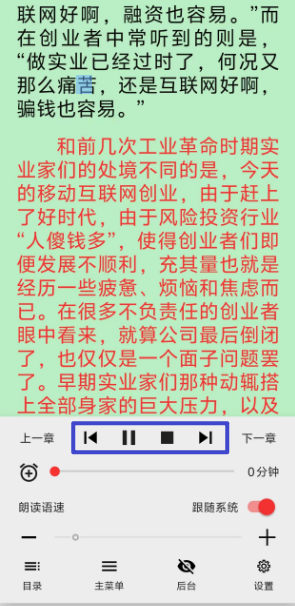 联网好啊，融资也容易。”而
在创业者中常听到的则是，
“做实业已经过时了，何况又
那么痛苦，还是互联网好啊，
骗钱也容易。”
和前几次工业革命时期实
业家们的处境不同的是，今天
的移动互联网创业，由于赶上
了好时代，由于风险投资行业
“人傻钱多”，使得创业者们即
便发展不顺利，充其量也就是
经历一些疲惫、烦恼和焦虑而
已。在很多不负责任的创业者
眼中看来，就算公司最后倒闭
了，也仅仅是一个面子问题罢
了。早期实业家们那种动辄搭
上全部身家的巨大压力，以及
上一章 下一章
0分钟
朗读语速 跟随系统
目录 主菜单 后台 设置